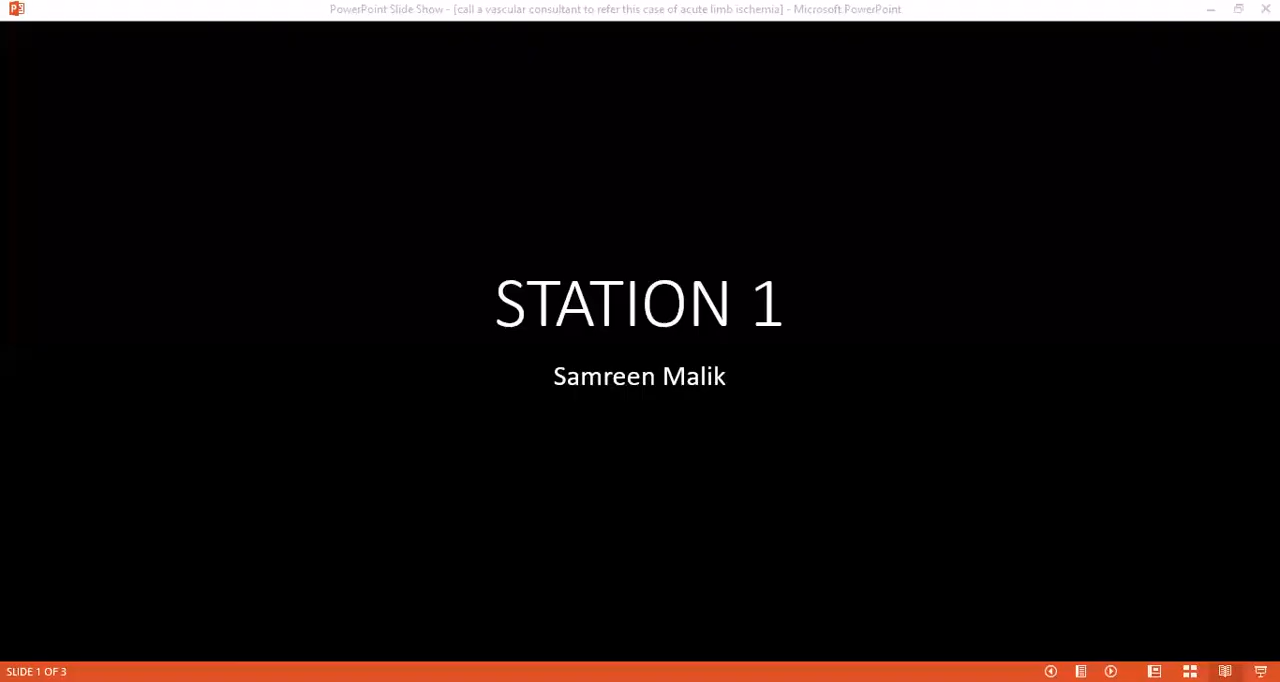 PowerPoint Slide Show - [call a vascular consultant to refer this case of acute limb ischemia] - Microsoft PowerPoint
STATION 1
Samreen Malik
SLIDE 1 OF 3